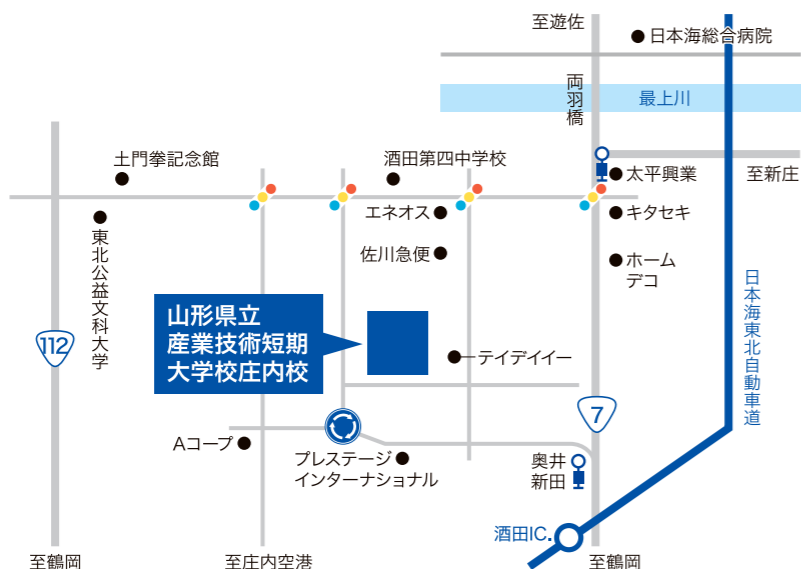 至遊佐
日本海総合病院
両羽橋
最上川
土門拳記念館
酒田第四中学校
太平興業
至新庄
エネオス
キタセキ
東北公益文科大学
佐川急便
ホーム
デコ
日本海東北自動車道
山形県立
産業技術短期
大学校庄内校
112
テイデイイー
7
Aコープ
プレステージ
インターナショナル
奥井
新田
酒田IC.
至鶴岡
至庄内空港
至鶴岡